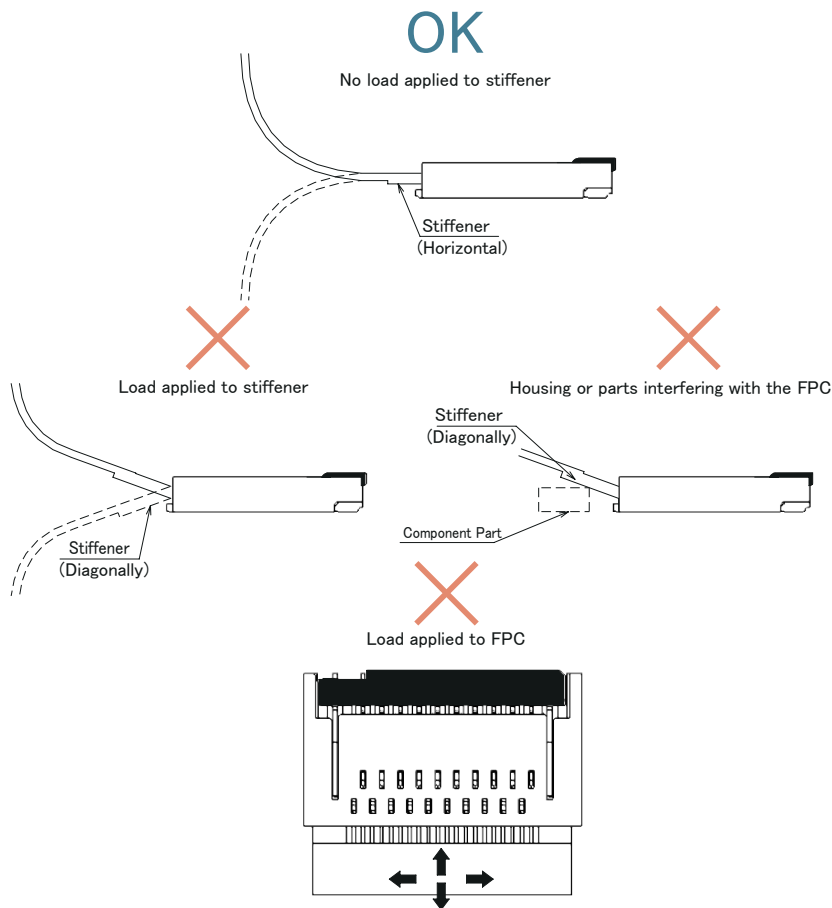 OK
No load applied to stiffener
Stiffener
(Horizontal)
Load applied to stiffener
Housing or parts interfering with the FPC
Stiffener
(Diagonally)
Stiffener
(Diagonally)
Component Part
Load applied to FPC